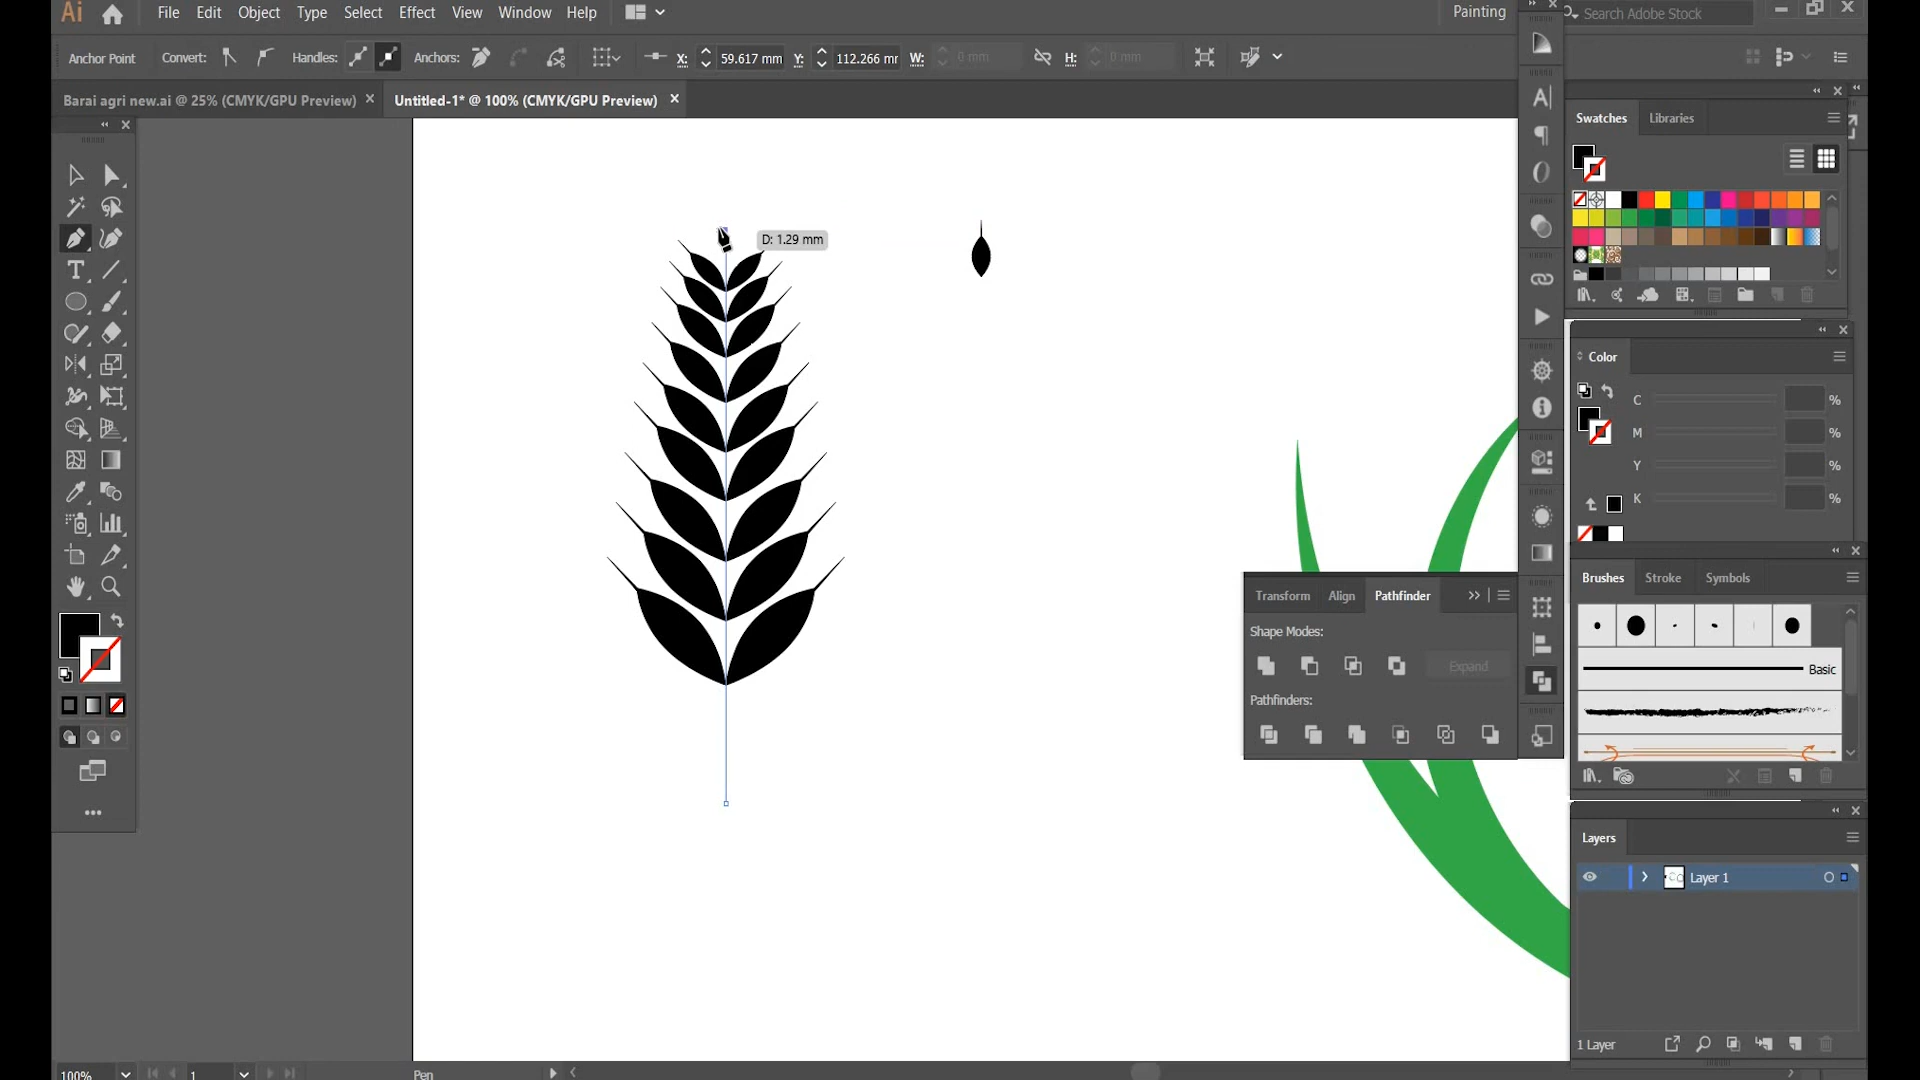 Ai File Edit Object Type Select Effect View Window Help Painting Search Adobe Stock
Anchor Point Convert: Handles: Anchors: X: 59.617 mm Y: 112.266 mr W: 0 mm H: 0 mm
Barai agri new.ai @ 25% (CMYK/GPU Preview) Untitled-1* @ 100% (CMYK/GPU Preview)
Swatches Libraries
D: 1.29 mm
Color
C %
M %
Y %
K %
Brushes Stroke Symbols
Transform Align Pathfinder
Shape Modes:
Expand
Basic
Pathfinders:
Layers
Layer 1
1 Layer
100% 1 Pen